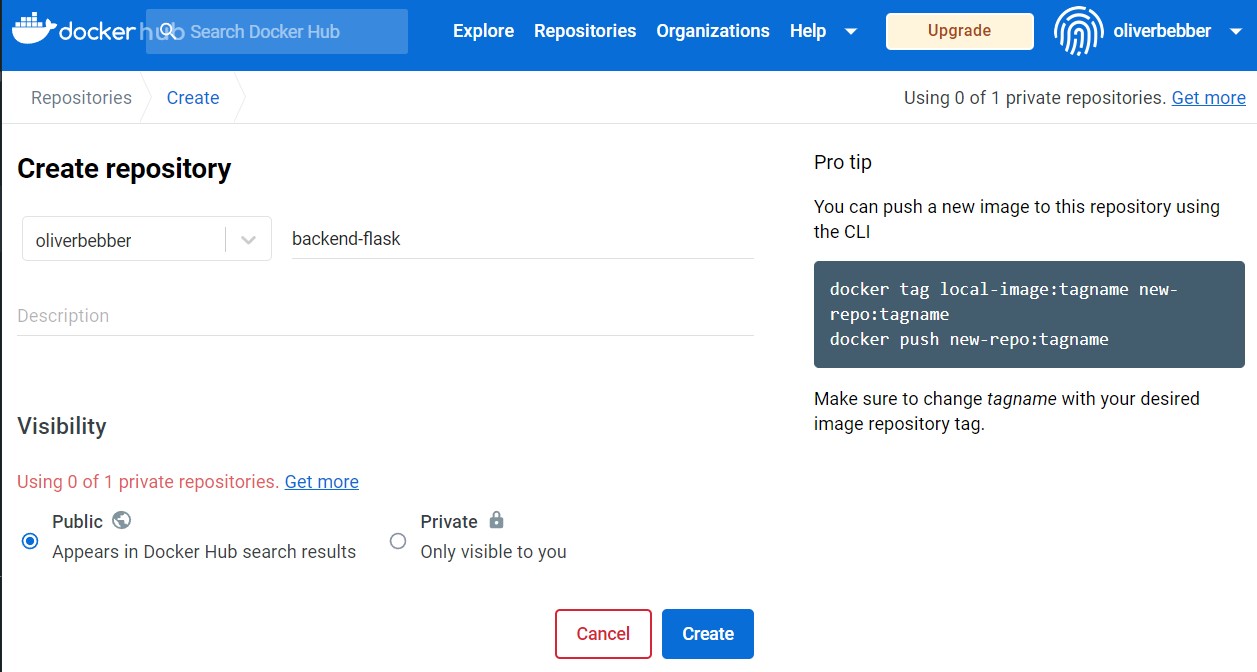 docker hub
Search Docker Hub
Explore
Repositories
Organizations
Help
Upgrade
oliverbebber
Repositories
Create
Using 0 of 1 private repositories. Get more
Create repository
oliverbebber
backend-flask
Description
Visibility
Using 0 of 1 private repositories. Get more
Public
Appears in Docker Hub search results
Private
Only visible to you
Cancel
Create
Pro tip
You can push a new image to this repository using
the CLI
docker tag local-image:tagname new-
repo:tagname
docker push new-repo:tagname
Make sure to change tagname with your desired
image repository tag.